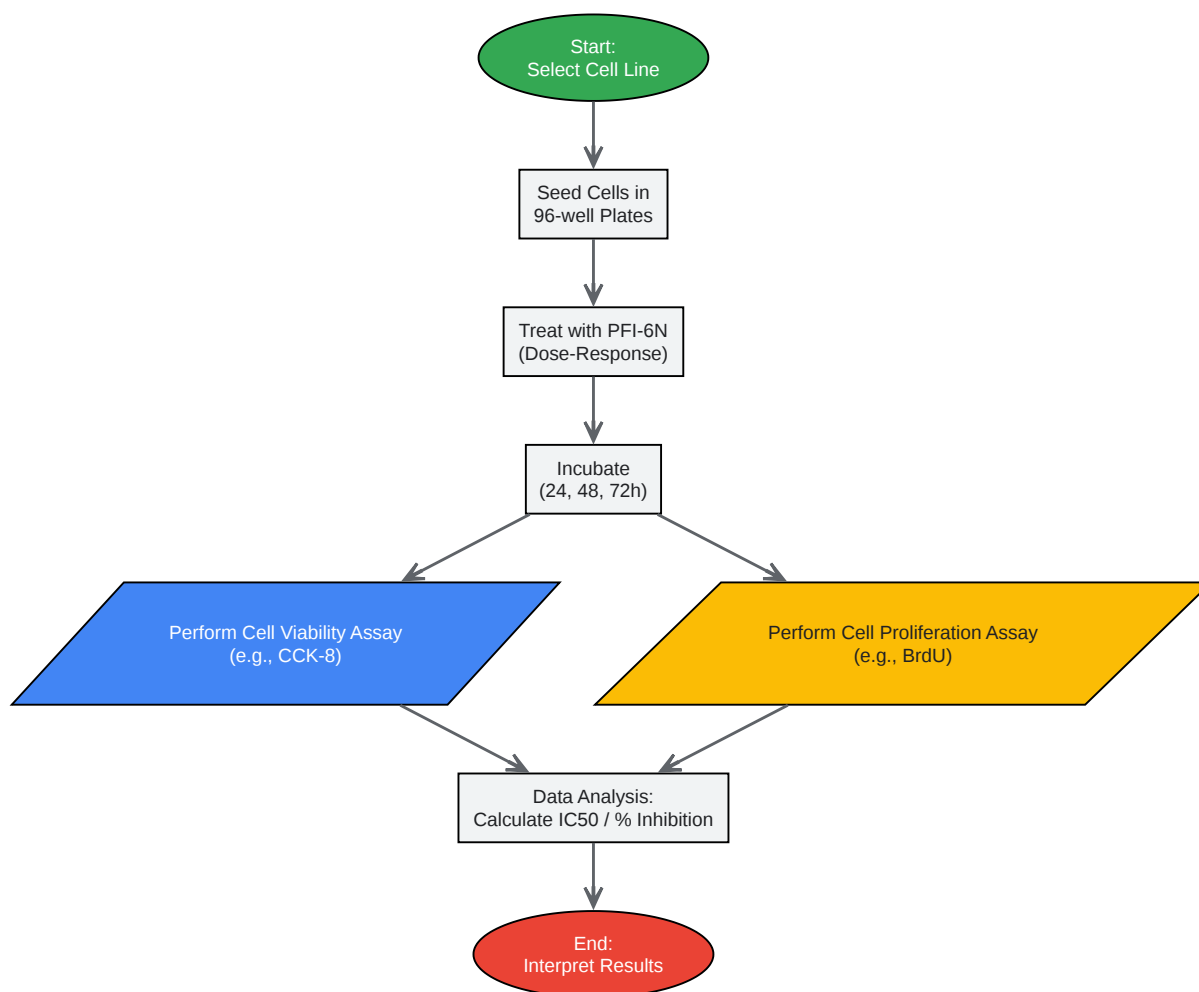 Start:
Select Cell Line
Seed Cells in
96-well Plates
Treat with PFI-6N
(Dose-Response)
Incubate
(24, 48, 72h)
Perform Cell Viability Assay
(e.g., CCK-8)
Perform Cell Proliferation Assay
(e.g., BrdU)
Data Analysis:
Calculate IC50 / % Inhibition
End:
Interpret Results